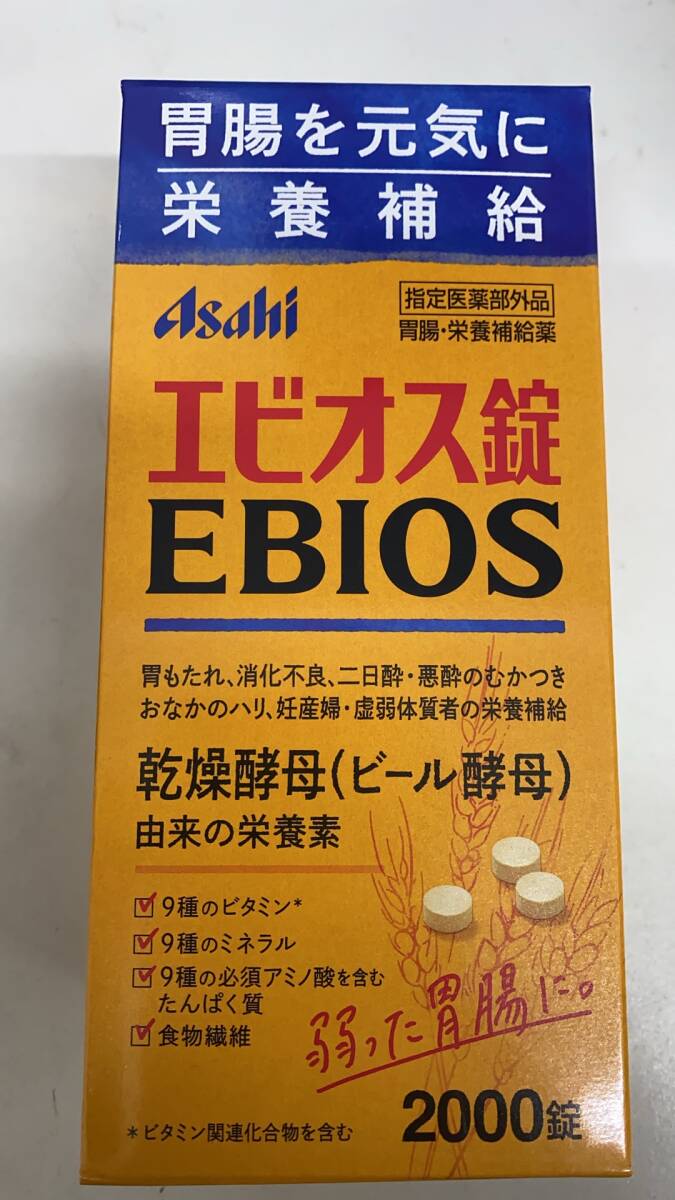 胃腸を元気に
栄養補給
Asahi
指定医薬部外品
胃腸・栄養補給薬
エビオス錠
EBIOS
胃もたれ、消化不良、二日酔・悪酔のむかつき
おなかのハリ、妊産婦・虚弱体質者の栄養補給
乾燥酵母(ビール酵母)
由来の栄養素
9種のビタミン*
9種のミネラル
9種の必須アミノ酸を含む
たんぱく質
食物繊維
弱った胃腸に。
*ビタミン関連化合物を含む
2000錠